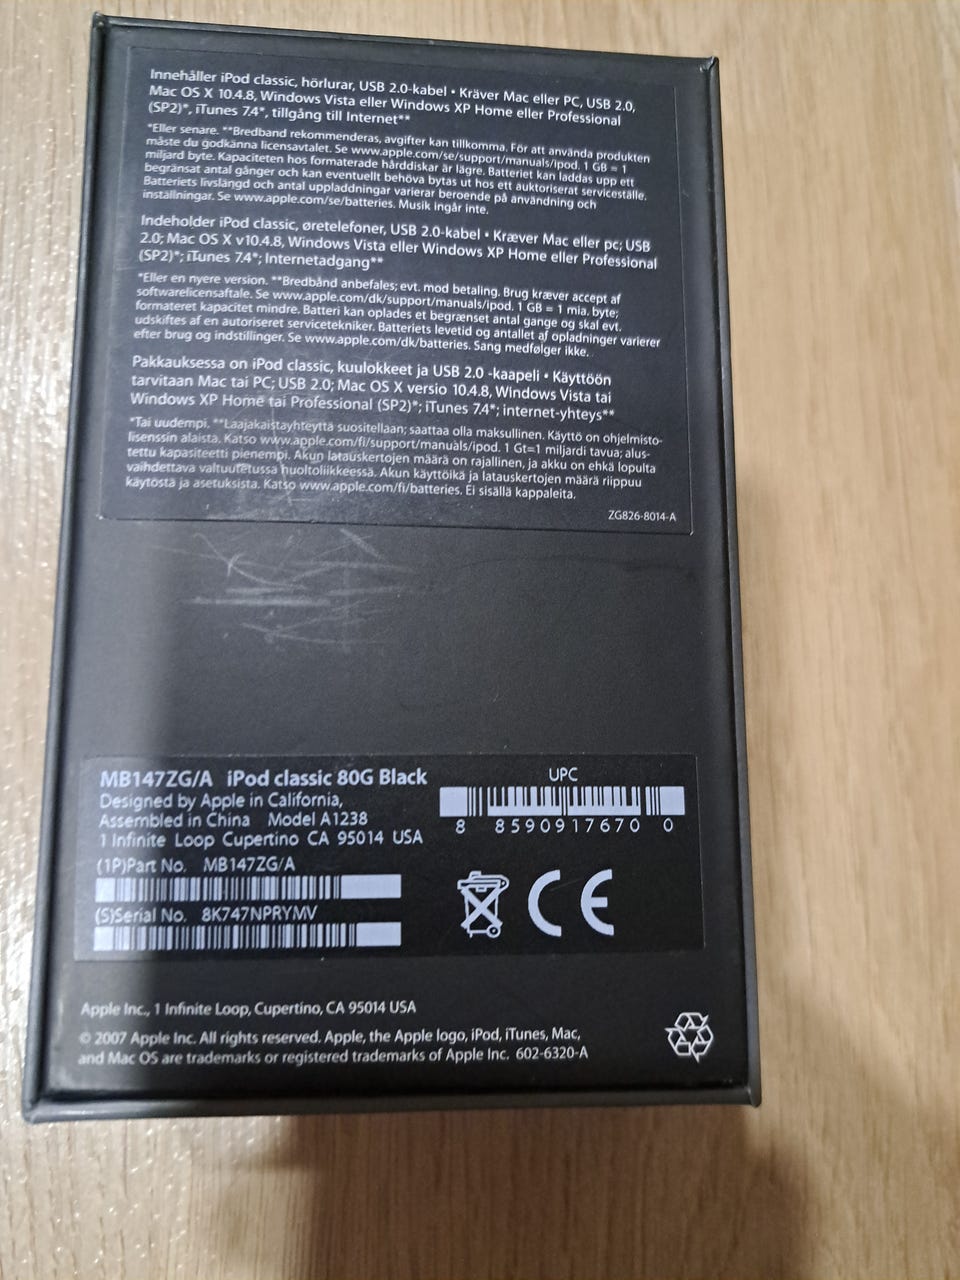 Innehåller iPod classic, hörlurar, USB 2.0-kabel • Kräver Mac eller PC, USB 2.0,
Mac OS X 10.4.8, Windows Vista eller Windows XP Home eller Professional
(SP2)*, iTunes 7.4*, tillgång till Internet**
*Eller senare. **Bredband rekommenderas, avgifter kan tillkomma. För att använda produkten
måste du godkänna licensavtalet. Se www.apple.com/se/support/manuals/ipod. 1 GB = 1
miljard byte. Kapaciteten hos formaterade hårddiskar är lägre. Batteriet kan laddas upp ett
begränsat antal gånger och kan eventuellt behöva bytas ut hos ett auktoriserat serviceställe.
Batteriets livslängd och antal uppladdningar varierar beroende på användning och
inställningar. Se www.apple.com/se/batteries. Musik ingår inte.
Indeholder iPod classic, øretelefoner, USB 2.0-kabel • Kræver Mac eller pc; USB
2.0; Mac OS X v10.4.8, Windows Vista eller Windows XP Home eller Professional
(SP2)*; iTunes 7.4*; Internetadgang**
*Eller en nyere version. **Bredbånd anbefales; evt. mod betaling. Brug kræver accept af
softwarelicensaftale. Se www.apple.com/dk/support/manuals/ipod. 1 GB = 1 mia. byte;
formateret kapacitet mindre. Batteri kan oplades et begrænset antal gange og skal evt.
udskiftes af en autoriseret servicetekniker. Batteriets levetid og antallet af opladninger varierer
efter brug og indstillinger. Se www.apple.com/dk/batteries. Sang medfølger ikke.
Pakkauksessa on iPod classic, kuulokkeet ja USB 2.0 -kaapeli • Käyttöön
tarvitaan Mac tai PC; USB 2.0; Mac OS X versio 10.4.8, Windows Vista tai
Windows XP Home tai Professional (SP2)*; iTunes 7.4*; internet-yhteys**
*Tai uudempi. **Laajakaistayhteyttä suositellaan; saattaa olla maksullinen. Käyttö on ohjelmisto-
lisenssin alaista. Katso www.apple.com/fi/support/manuals/ipod. 1 Gt=1 miljardi tavua; alus-
tettu kapasiteetti pienempi. Akun latauskertojen määrä on rajallinen, ja akku on ehkä lopulta
vaihdettava valtuutetussa huoltoliikkeessä. Akun käyttöikä ja latauskertojen määrä riippuu
käytöstä ja asetuksista. Katso www.apple.com/fi/batteries. Ei sisällä kappaleita.
ZG826-8014-A
MB147ZG/A iPod classic 80G Black
Designed by Apple in California,
Assembled in China Model A1238
1 Infinite Loop Cupertino CA 95014 USA
(1P)Part No. MB147ZG/A
(S)Serial No. 8K747NPRYMV
UPC
8 8590917670 0
CE
Apple Inc., 1 Infinite Loop, Cupertino, CA 95014 USA
© 2007 Apple Inc. All rights reserved. Apple, the Apple logo, iPod, iTunes, Mac,
and Mac OS are trademarks or registered trademarks of Apple Inc. 602-6320-A